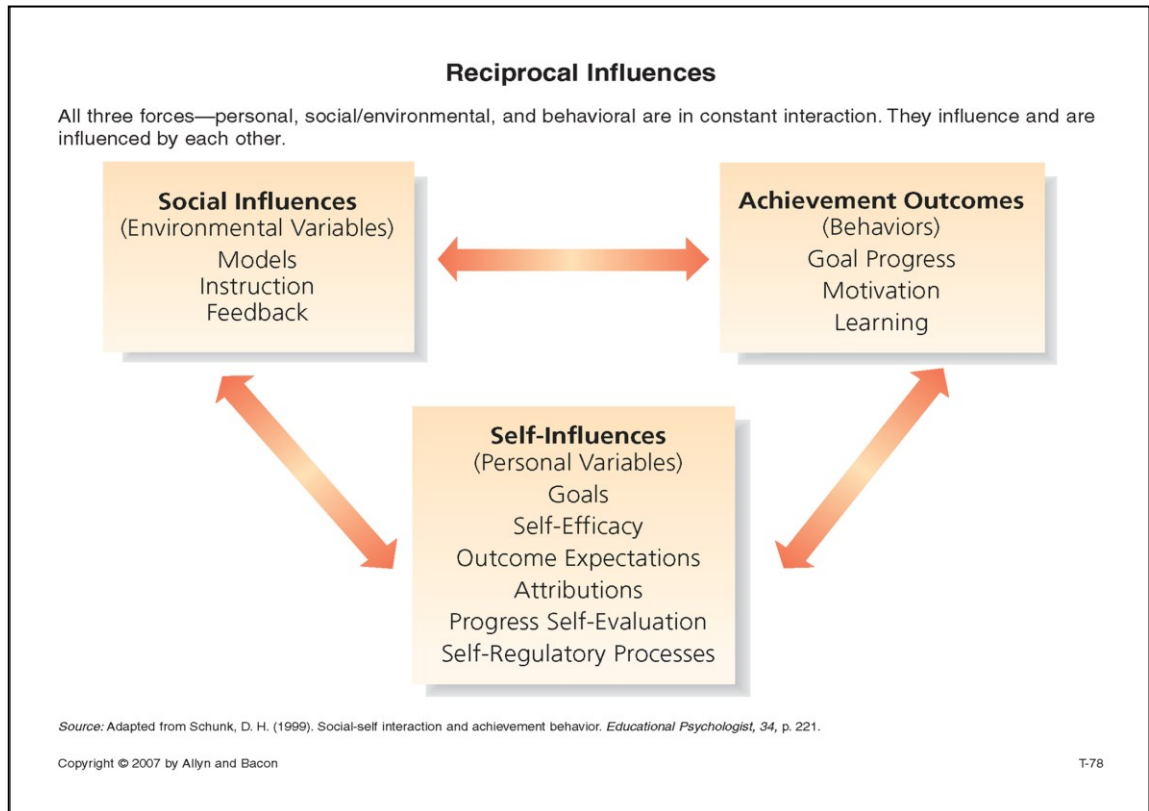 Reciprocal Influences
All three forces—personal, social/environmental, and behavioral are in constant interaction. They influence and are
influenced by each other.
Social Influences
(Environmental Variables)
Models
Instruction
Feedback
Achievement Outcomes
(Behaviors)
Goal Progress
Motivation
Learning
Self-Influences
(Personal Variables)
Goals
Self-Efficacy
Outcome Expectations
Attributions
Progress Self-Evaluation
Self-Regulatory Processes
Source: Adapted from Schunk, D. H. (1999). Social-self interaction and achievement behavior. Educational Psychologist, 34, p. 221.
Copyright © 2007 by Allyn and Bacon
T-78